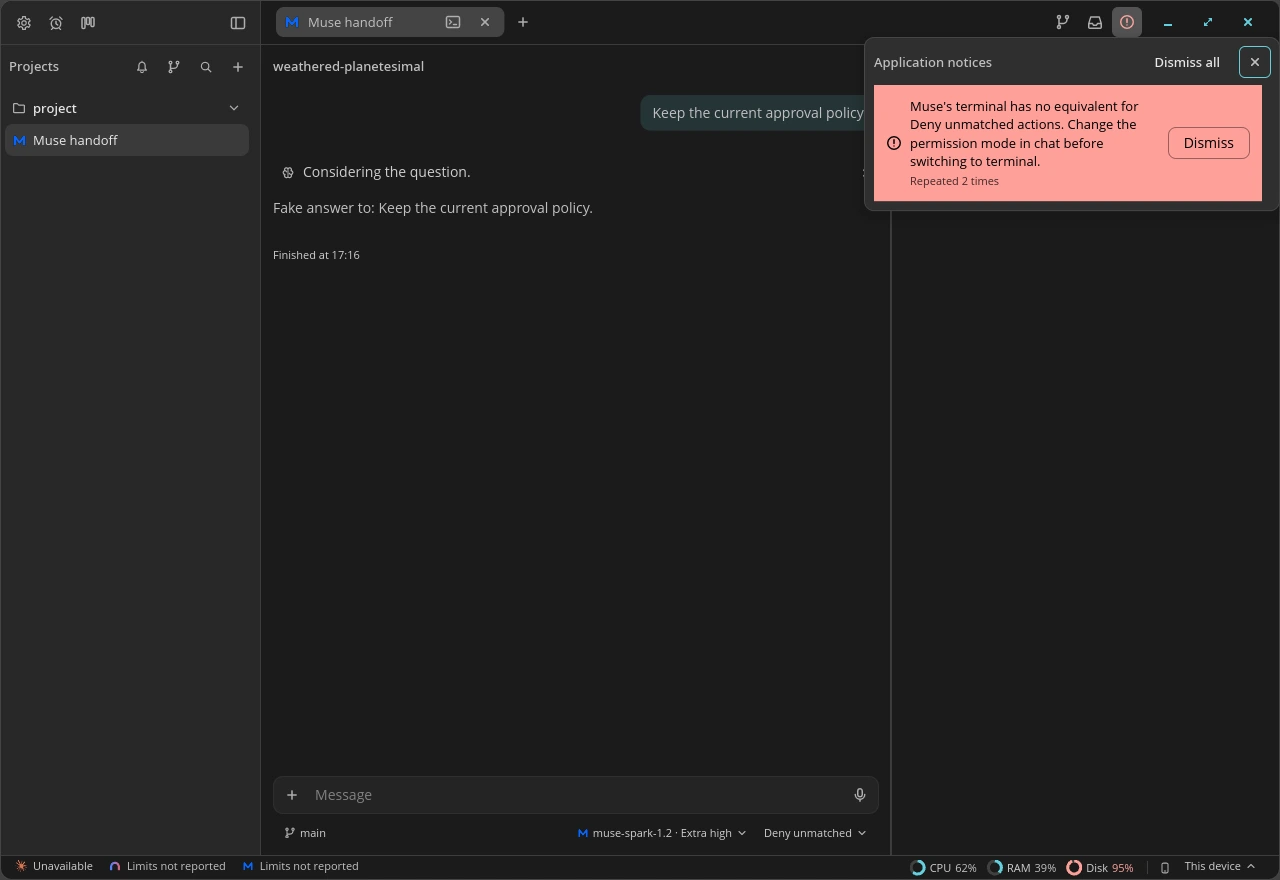 Muse handoff
Projects
project
Muse handoff
weathered-planetesimal
Keep the current approval policy
Considering the question.
Fake answer to: Keep the current approval policy.
Finished at 17:16
Application notices
Dismiss all
Muse's terminal has no equivalent for
Deny unmatched actions. Change the
permission mode in chat before
switching to terminal.
Repeated 2 times
Dismiss
Message
main
muse-spark-1.2 · Extra high
Deny unmatched
Unavailable
Limits not reported
Limits not reported
CPU 62%
RAM 39%
Disk 95%
This device